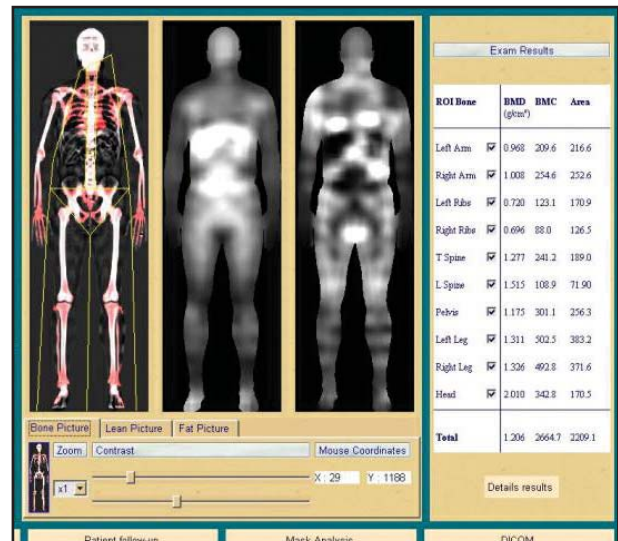 Exam Results
ROI Bone BMD BMC Area
(g/cm²)
Left Arm 0.968 209.6 216.6
Right Arm 1.008 254.6 252.6
Left Ribs 0.720 123.1 170.9
Right Ribs 0.696 88.0 126.5
T Spine 1.277 241.2 189.0
L Spine 1.515 108.9 71.90
Pelvis 1.175 301.1 256.3
Left Leg 1.311 502.5 383.2
Right Leg 1.326 492.8 371.6
Head 2.010 342.8 170.5
Total 1.206 2664.7 2209.1
Details results
Bone Picture Lean Picture Fat Picture
Zoom Contrast Mouse Coordinates
x1 X : 29 Y : 1188
Patient follow-up Mask Analysis DICOM